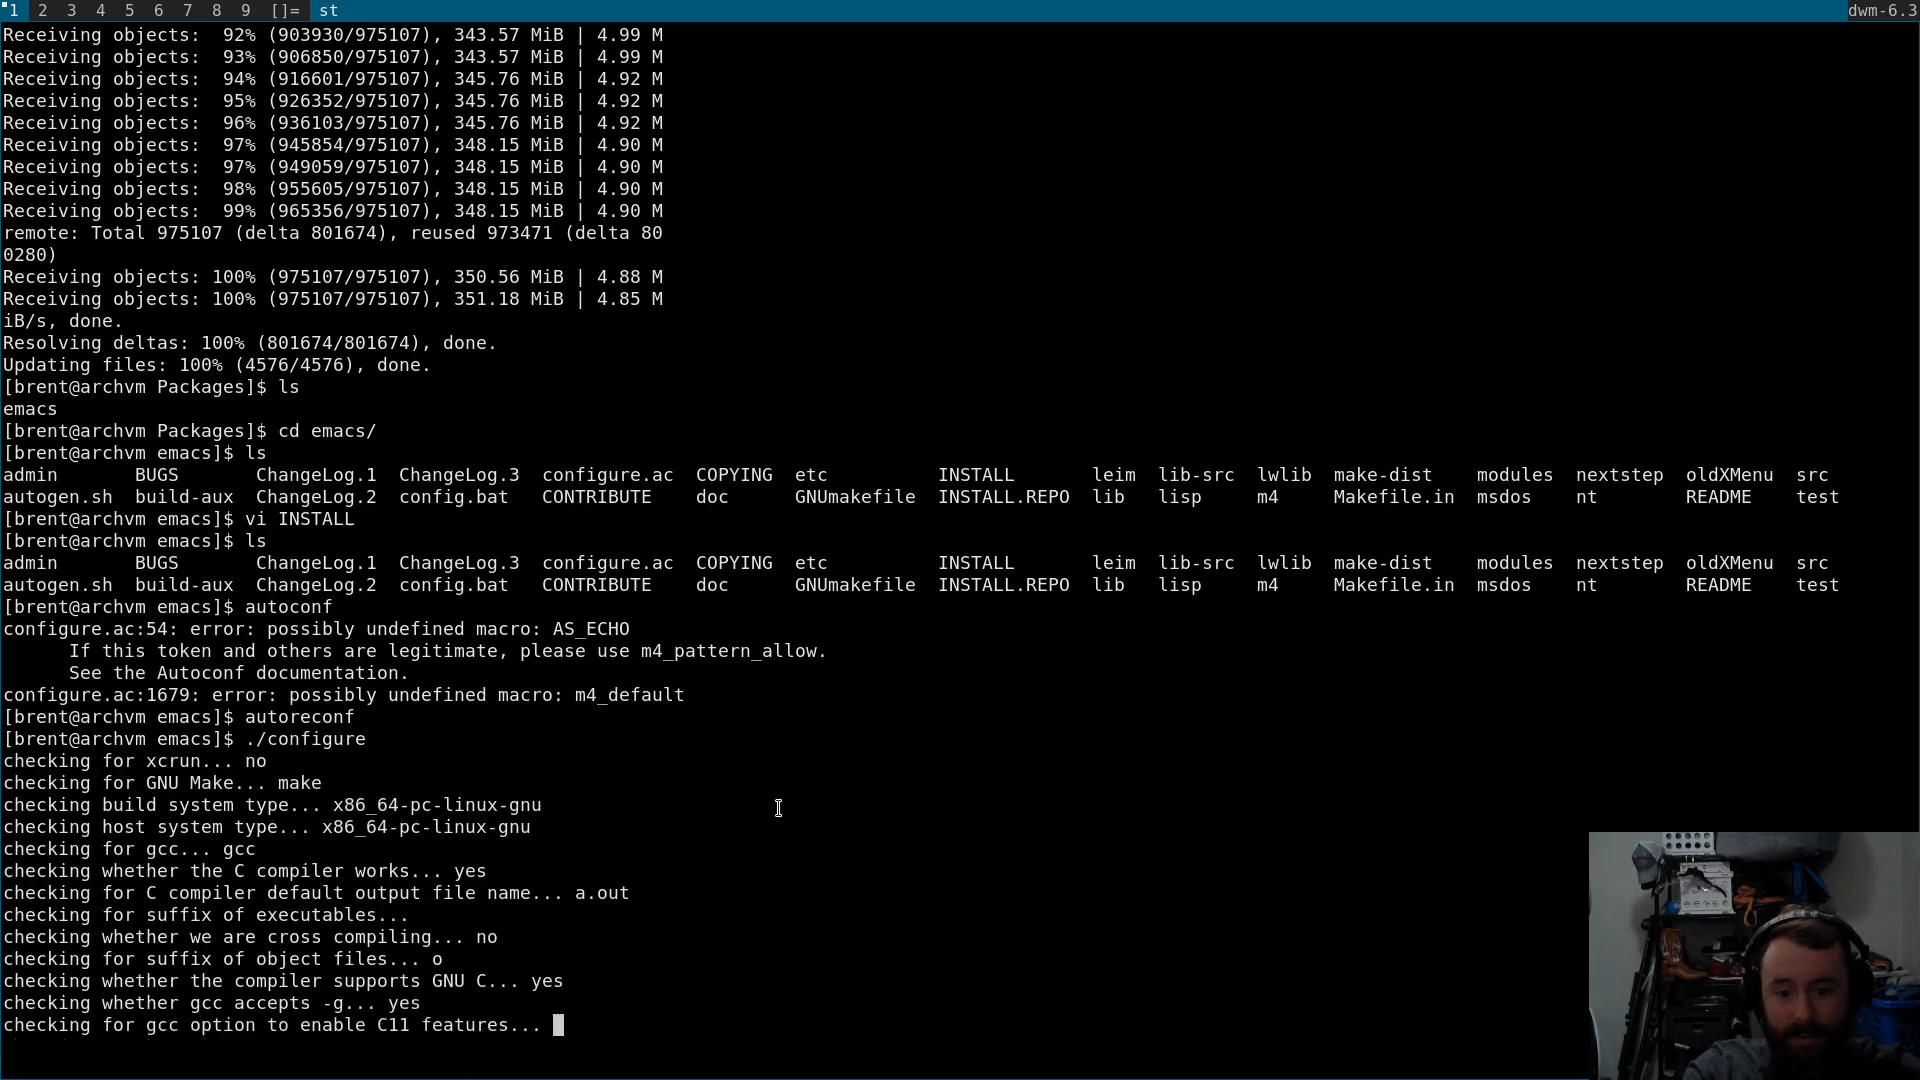 1 2 3 4 5 6 7 8 9 []= st dwm-6.3
Receiving objects:  92% (903930/975107), 343.57 MiB | 4.99 M
Receiving objects:  93% (906850/975107), 343.57 MiB | 4.99 M
Receiving objects:  94% (916601/975107), 345.76 MiB | 4.92 M
Receiving objects:  95% (926352/975107), 345.76 MiB | 4.92 M
Receiving objects:  96% (936103/975107), 345.76 MiB | 4.92 M
Receiving objects:  97% (945854/975107), 348.15 MiB | 4.90 M
Receiving objects:  97% (949059/975107), 348.15 MiB | 4.90 M
Receiving objects:  98% (955605/975107), 348.15 MiB | 4.90 M
Receiving objects:  99% (965356/975107), 348.15 MiB | 4.90 M
remote: Total 975107 (delta 801674), reused 973471 (delta 80
0280)
Receiving objects: 100% (975107/975107), 350.56 MiB | 4.88 M
Receiving objects: 100% (975107/975107), 351.18 MiB | 4.85 M
iB/s, done.
Resolving deltas: 100% (801674/801674), done.
Updating files: 100% (4576/4576), done.
[brent@archvm Packages]$ ls
emacs
[brent@archvm Packages]$ cd emacs/
[brent@archvm emacs]$ ls
admin BUGS ChangeLog.1 ChangeLog.3 configure.ac COPYING etc INSTALL leim lib-src lwlib make-dist modules nextstep oldXMenu src
autogen.sh build-aux ChangeLog.2 config.bat CONTRIBUTE doc GNUmakefile INSTALL.REPO lib lisp m4 Makefile.in msdos nt README test
[brent@archvm emacs]$ vi INSTALL
[brent@archvm emacs]$ ls
admin BUGS ChangeLog.1 ChangeLog.3 configure.ac COPYING etc INSTALL leim lib-src lwlib make-dist modules nextstep oldXMenu src
autogen.sh build-aux ChangeLog.2 config.bat CONTRIBUTE doc GNUmakefile INSTALL.REPO lib lisp m4 Makefile.in msdos nt README test
[brent@archvm emacs]$ autoconf
configure.ac:54: error: possibly undefined macro: AS_ECHO
If this token and others are legitimate, please use m4_pattern_allow.
See the Autoconf documentation.
configure.ac:1679: error: possibly undefined macro: m4_default
[brent@archvm emacs]$ autoreconf
[brent@archvm emacs]$ ./configure
checking for xcrun... no
checking for GNU Make... make
checking build system type... x86_64-pc-linux-gnu
checking host system type... x86_64-pc-linux-gnu
checking for gcc... gcc
checking whether the C compiler works... yes
checking for C compiler default output file name... a.out
checking for suffix of executables...
checking whether we are cross compiling... no
checking for suffix of object files... o
checking whether the compiler supports GNU C... yes
checking whether gcc accepts -g... yes
checking for gcc option to enable C11 features...